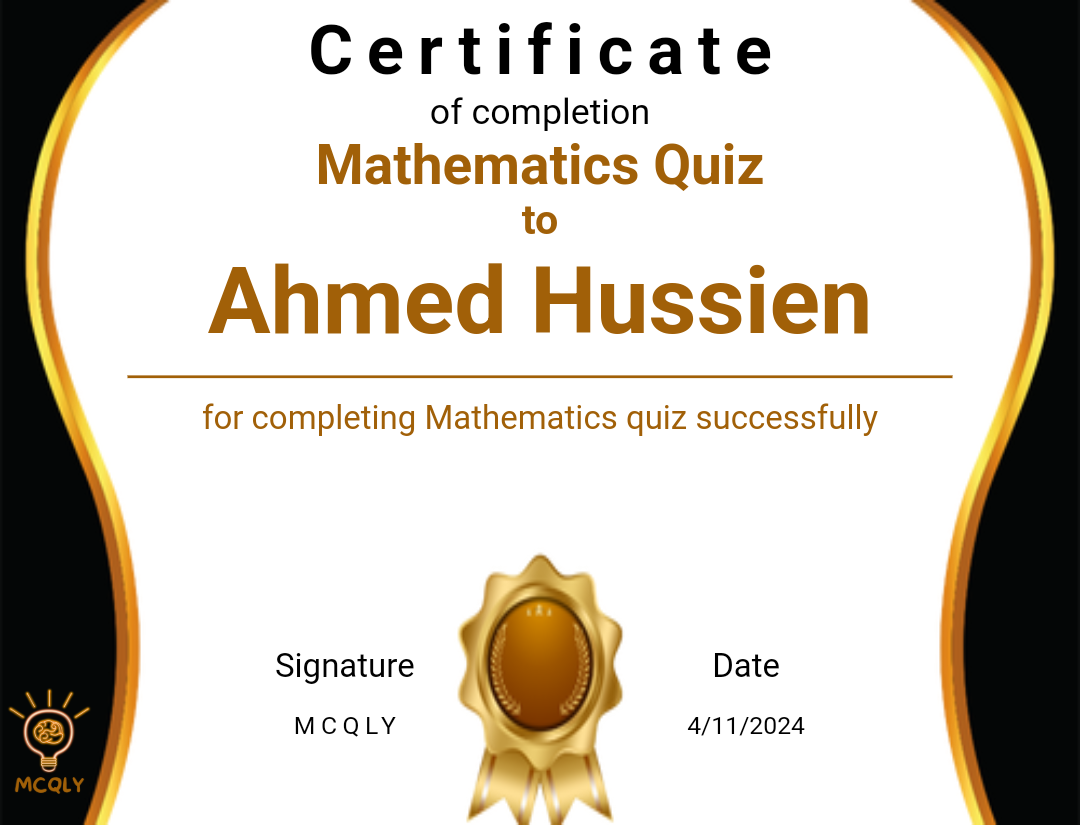 Certificate
of completion
Mathematics Quiz
to
Ahmed Hussien
for completing Mathematics quiz successfully
Signature
Date
MCQLY
4/11/2024
MCQLY